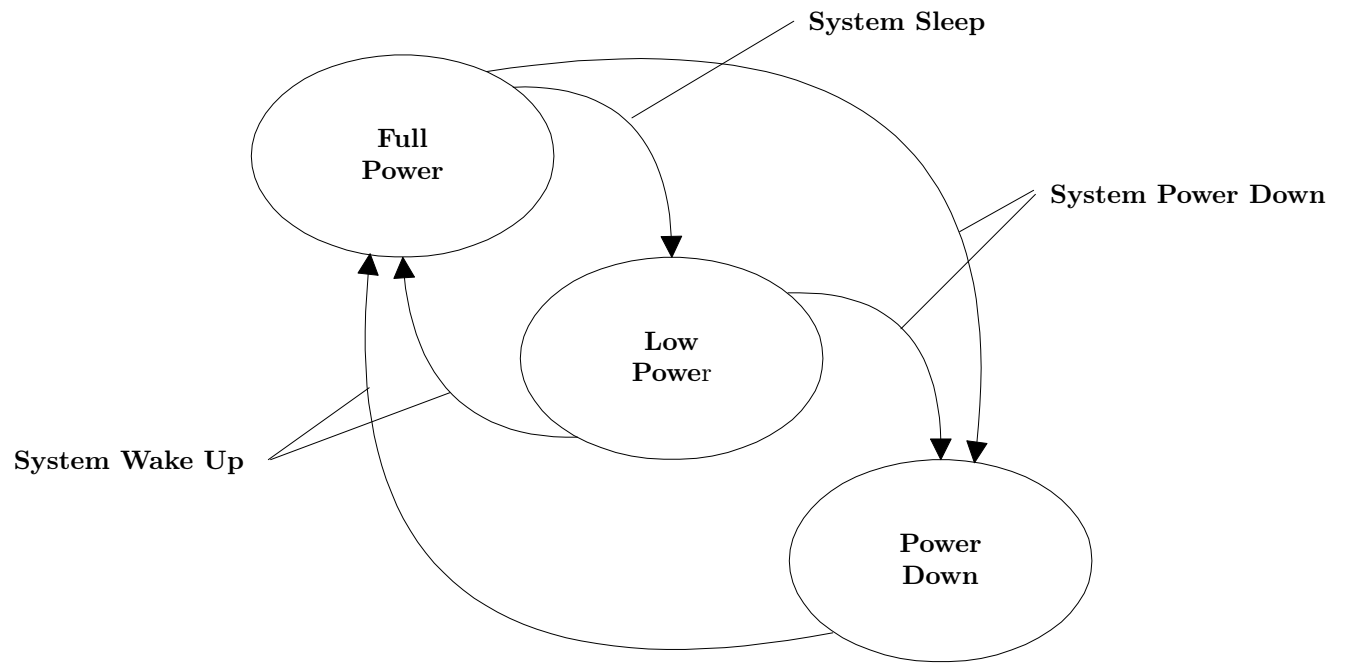 System Sleep
Full
Power
System Power Down
Low
Power
System Wake Up
Power
Down